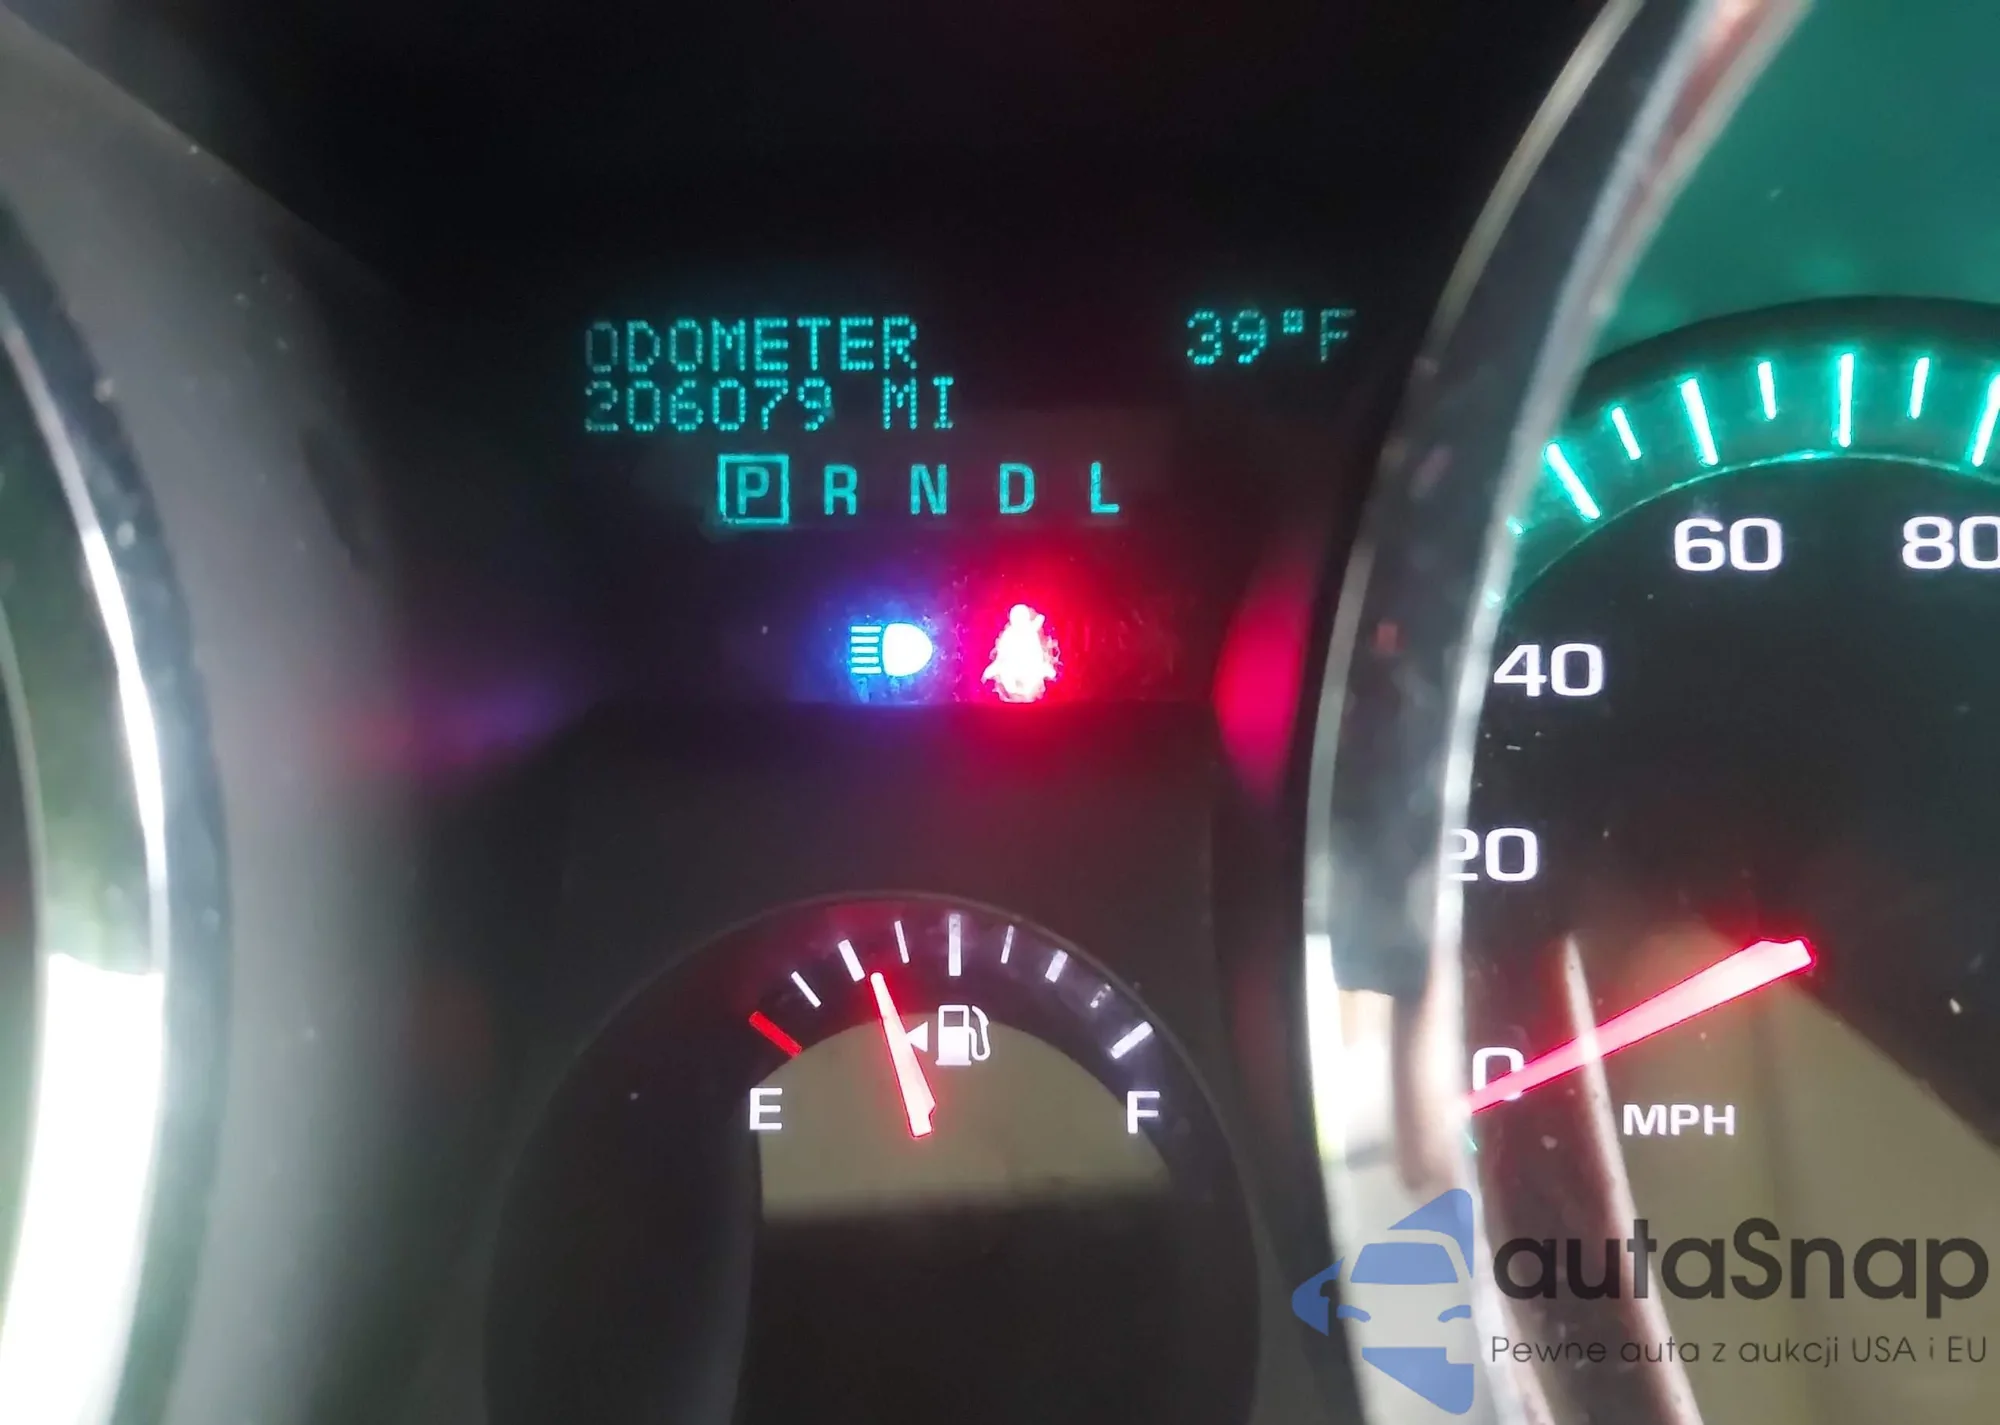 ODOMETER
206079 MI
39°F
P R N D L
60
80
40
20
0
MPH
E
F
autaSnap
Pewne auta z aukcji USA i EU